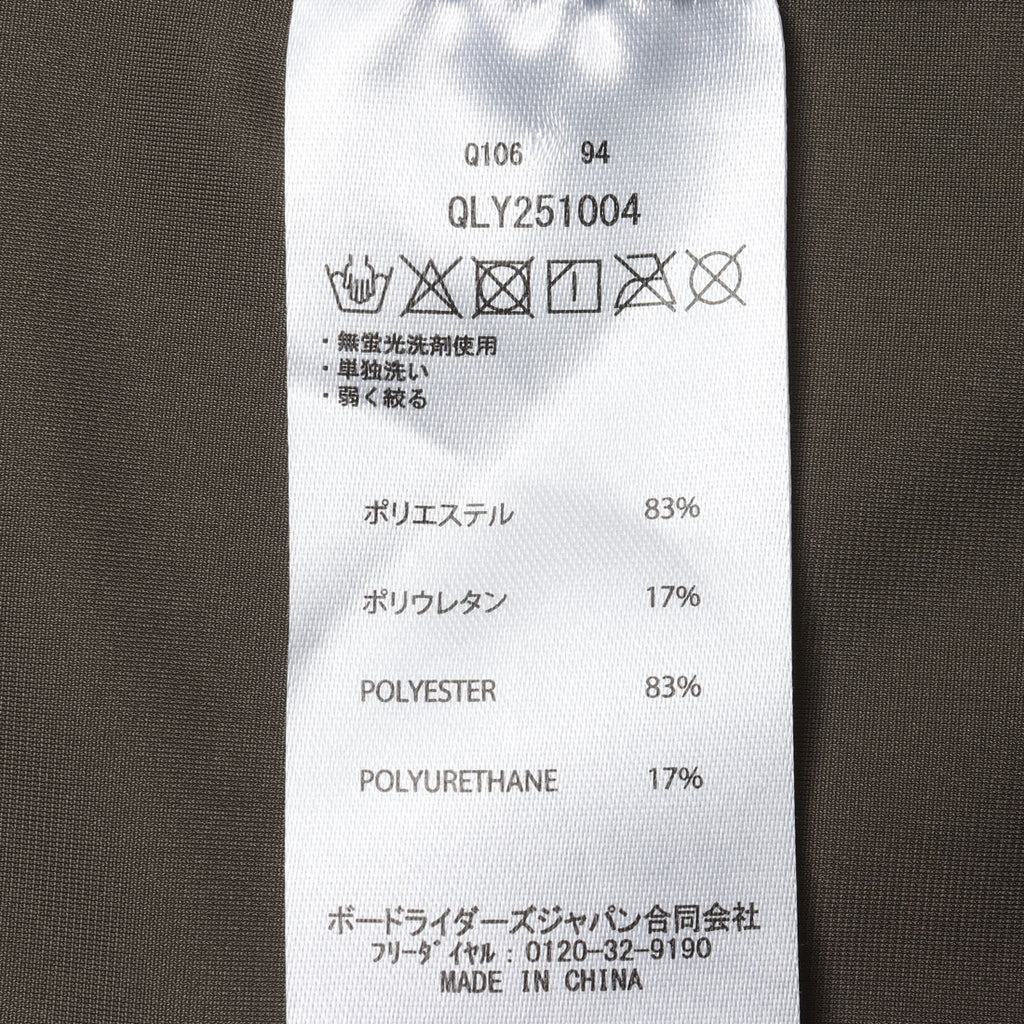 Q106 94
QLY251004
・無蛍光洗剤使用
・単独洗い
・弱く絞る
ポリエステル 83%
ポリウレタン 17%
POLYESTER 83%
POLYURETHANE 17%
ボードライダーズジャパン合同会社
ﾌﾘｰﾀﾞｲﾔﾙ : 0120-32-9190
MADE IN CHINA